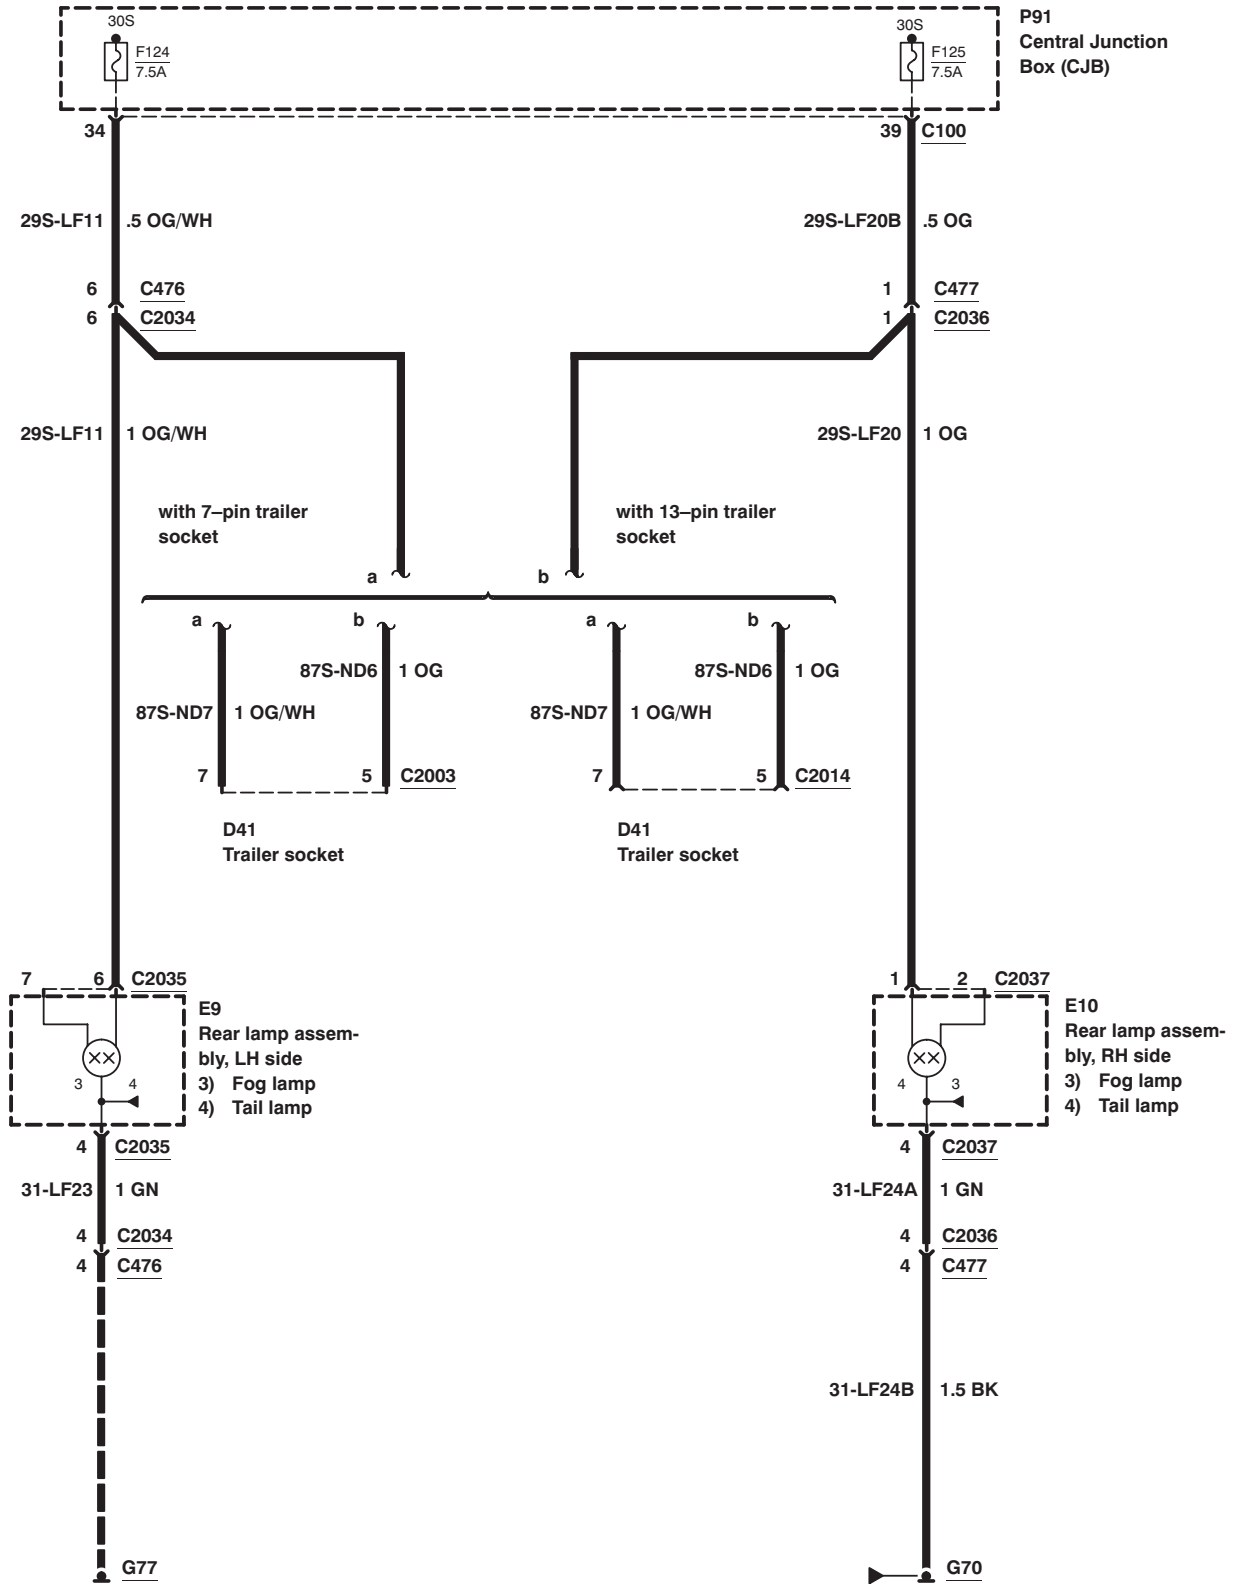 30S
30S
P91
Central Junction
Box (CJB)
F124
7.5A
F125
7.5A
34
39 C100
29S-LF11 .5 OG/WH
29S-LF20B .5 OG
6 C476
1 C477
6 C2034
1 C2036
29S-LF11 1 OG/WH
29S-LF20 1 OG
with 7–pin trailer
socket
with 13–pin trailer
socket
a
b
a
b
a
b
87S-ND6 1 OG
87S-ND6 1 OG
87S-ND7 1 OG/WH
87S-ND7 1 OG/WH
7
5 C2003
7
5 C2014
D41
Trailer socket
D41
Trailer socket
7
6 C2035
1
2 C2037
E9
Rear lamp assem-
bly, LH side
3) Fog lamp
4) Tail lamp
3
4
E10
Rear lamp assem-
bly, RH side
3) Fog lamp
4) Tail lamp
4
3
4 C2035
4 C2037
31-LF23 1 GN
31-LF24A 1 GN
4 C2034
4 C2036
4 C476
4 C477
31-LF24B 1.5 BK
G77
G70